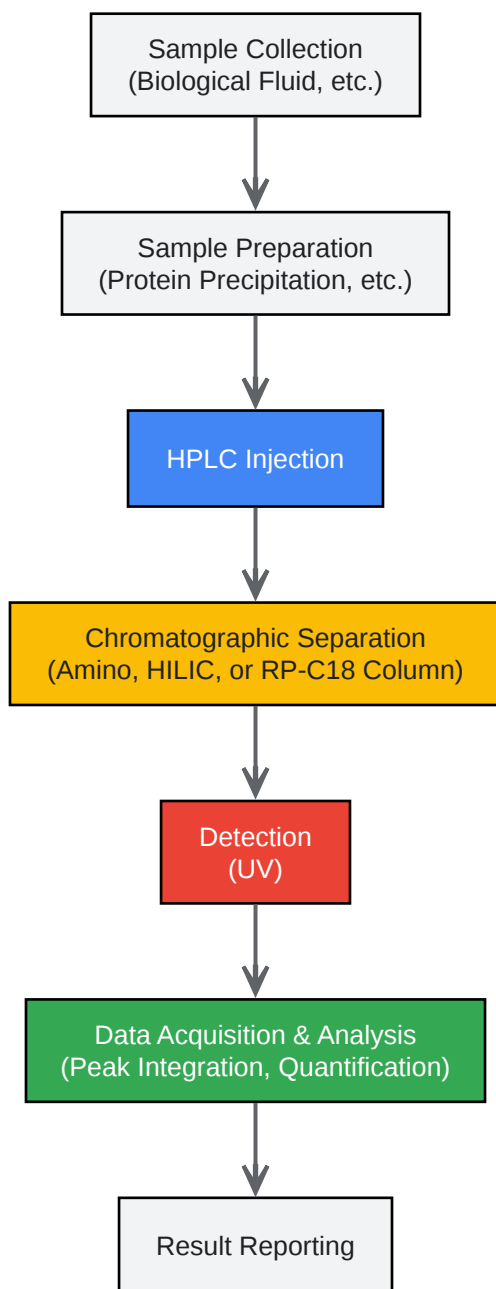 Sample Collection
(Biological Fluid, etc.)
Sample Preparation
(Protein Precipitation, etc.)
HPLC Injection
Chromatographic Separation
(Amino, HILIC, or RP-C18 Column)
Detection
(UV)
Data Acquisition & Analysis
(Peak Integration, Quantification)
Result Reporting